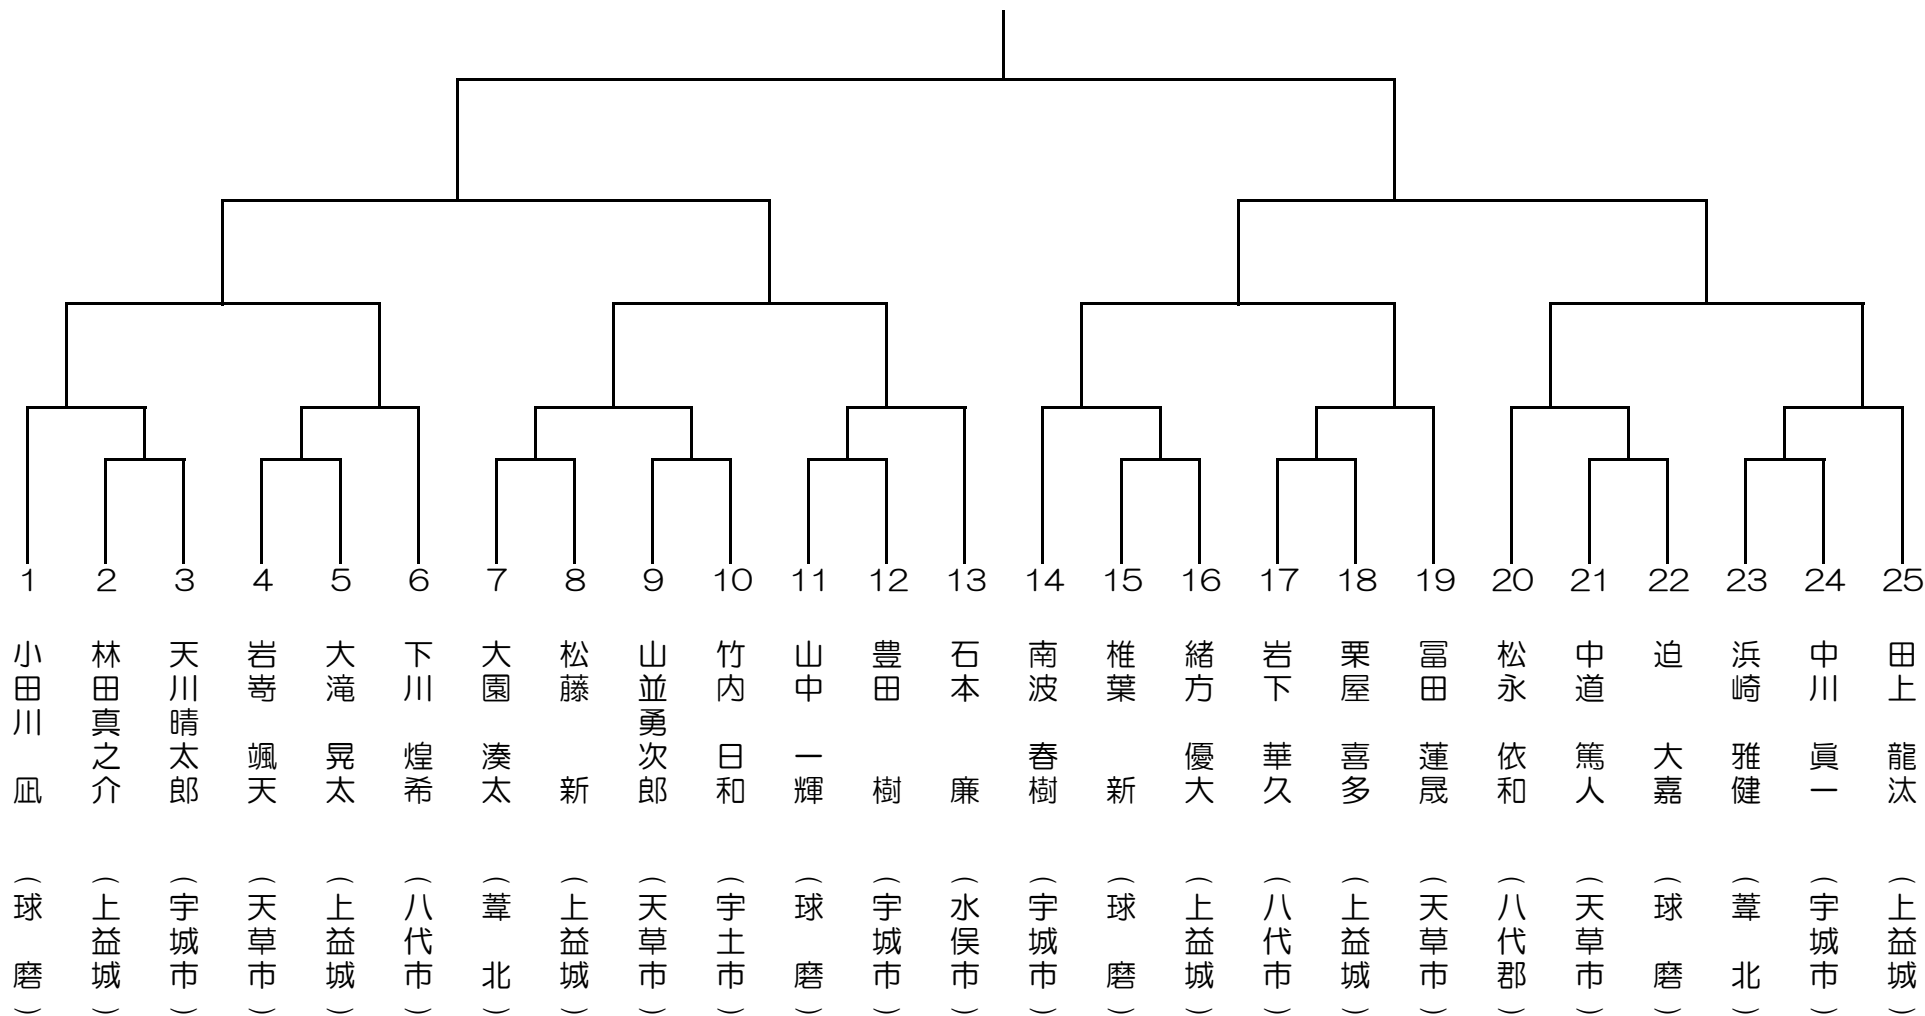 1 小田川 凪 （球磨）
2 林田真之介 （上益城）
3 天川晴太郎 （宇城市）
4 岩嵜 颯天 （天草市）
5 大滝 晃太 （上益城）
6 下川 煌希 （八代市）
7 大園 湊太 （葦北）
8 松藤 新 （上益城）
9 山並勇次郎 （天草市）
10 竹内 日和 （宇土市）
11 山中 一輝 （球磨）
12 豊田 樹 （宇城市）
13 石本 廉 （水俣市）
14 南波 春樹 （宇城市）
15 椎葉 新 （球磨）
16 緒方 優大 （上益城）
17 岩下 華久 （八代市）
18 栗屋 喜多 （上益城）
19 冨田 蓮晟 （天草市）
20 松永 依和 （八代郡）
21 中道 篤人 （天草市）
22 迫 大嘉 （球磨）
23 浜崎 雅健 （葦北）
24 中川 眞一 （宇城市）
25 田上 龍汰 （上益城）